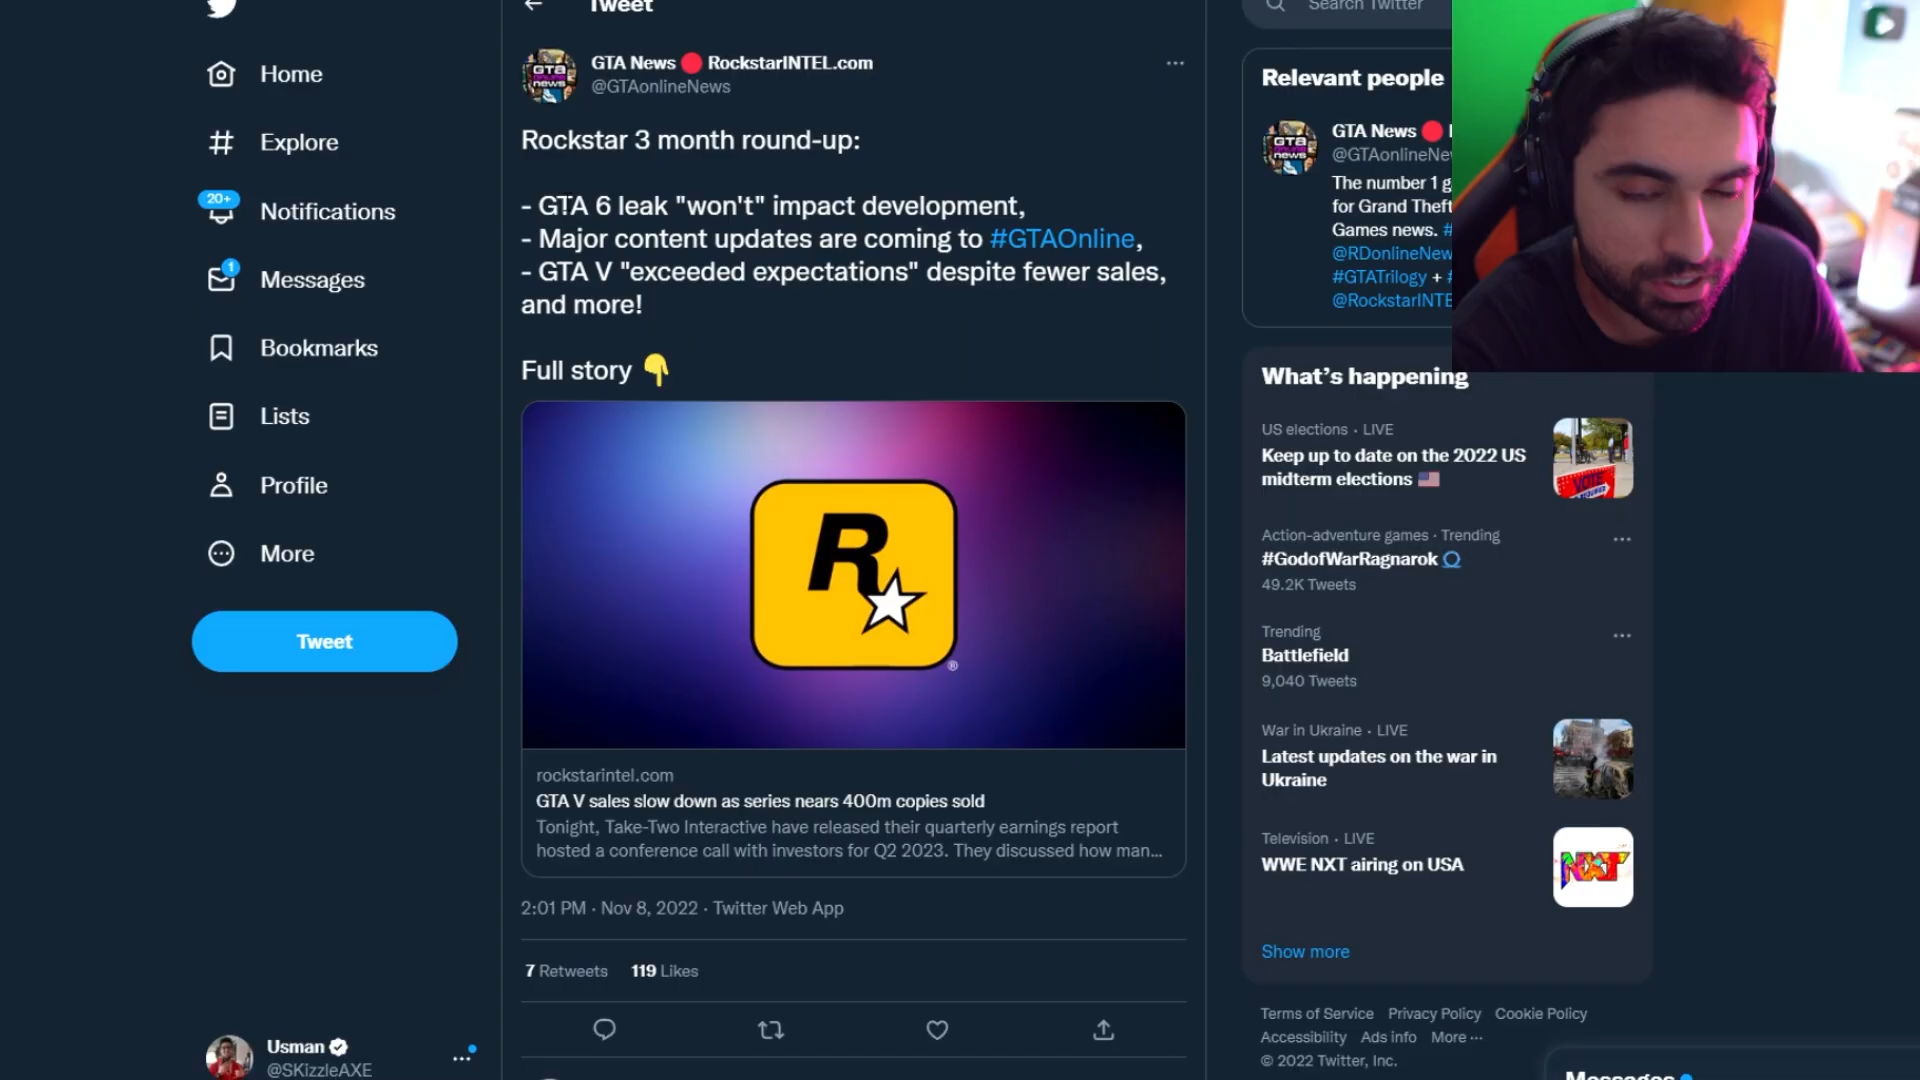 Home
Explore
20+
Notifications
1
Messages
Bookmarks
Lists
Profile
More
Tweet
Usman
@SKizzleAXE
Tweet
GTA News 🔴 RockstarINTEL.com
@GTAonlineNews
Rockstar 3 month round-up:
- GTA 6 leak "won't" impact development,
- Major content updates are coming to #GTAOnline,
- GTA V "exceeded expectations" despite fewer sales,
and more!
Full story 👇
R
®
rockstarintel.com
GTA V sales slow down as series nears 400m copies sold
Tonight, Take-Two Interactive have released their quarterly earnings report
hosted a conference call with investors for Q2 2023. They discussed how man...
2:01 PM · Nov 8, 2022 · Twitter Web App
7 Retweets 119 Likes
Search Twitter
Relevant people
GTA News 🔴
@GTAonlineNew
The number 1 g
for Grand Theft
Games news. #
@RDonlineNew
#GTATrilogy + #
@RockstarINTE
What's happening
US elections · LIVE
Keep up to date on the 2022 US
midterm elections 🇺🇸
VOTE
Action-adventure games · Trending
#GodofWarRagnarok
49.2K Tweets
Trending
Battlefield
9,040 Tweets
War in Ukraine · LIVE
Latest updates on the war in
Ukraine
Television · LIVE
WWE NXT airing on USA
NXT
Show more
Terms of Service Privacy Policy Cookie Policy
Accessibility Ads info More ···
© 2022 Twitter, Inc.
Messages